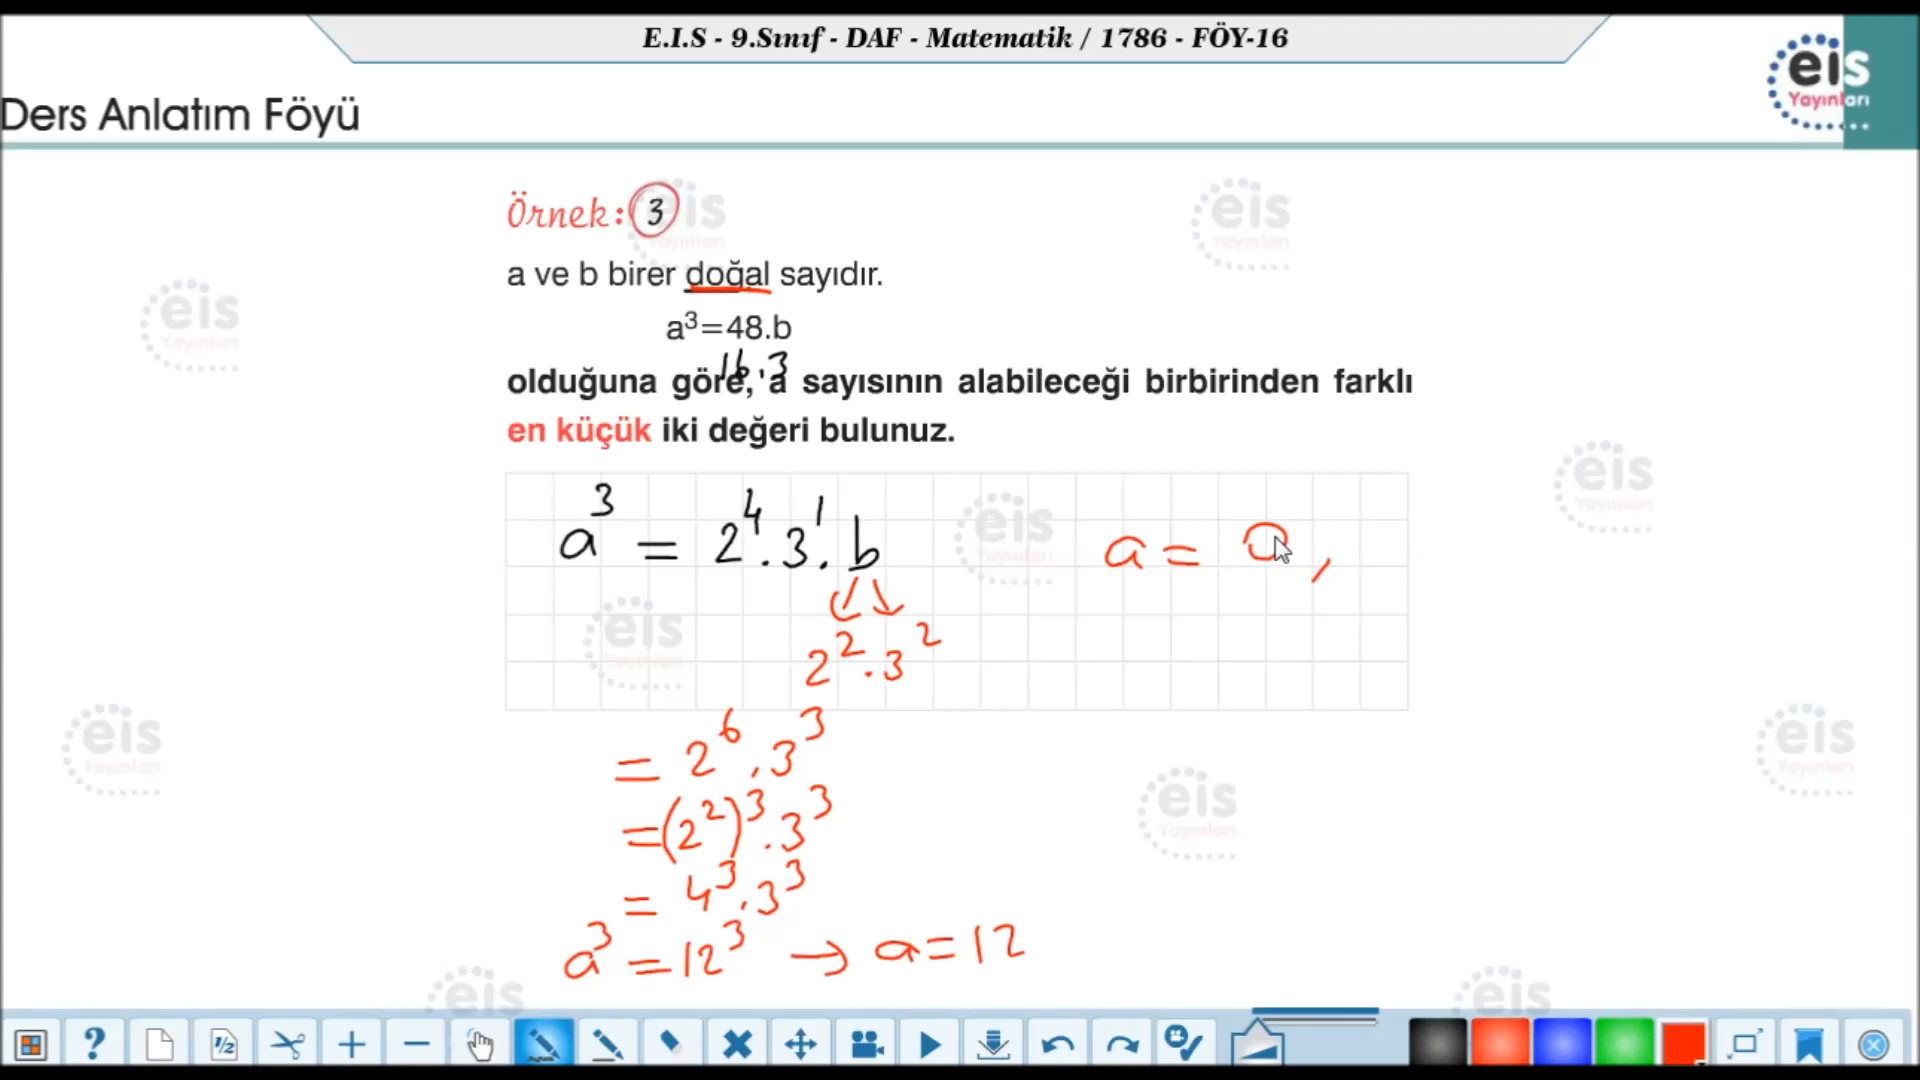 E.I.S - 9.Sınıf - DAF - Matematik / 1786 - FÖY-16
eis
Yayınları
Ders Anlatım Föyü
Örnek: 3
a ve b birer doğal sayıdır.
a³=48.b
16.3
olduğuna göre, a sayısının alabileceği birbirinden farklı
en küçük iki değeri bulunuz.
a³ = 2⁴.3¹.b
a = 0,
2².3²
= 2⁶.3³
=(2²)³.3³
= 4³.3³
a³ = 12³ → a = 12